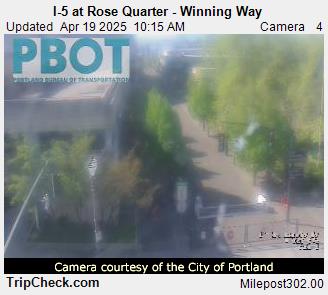 I-5 at Rose Quarter - Winning Way
Updated Apr 19 2025 10:15 AM Camera 4
PBOT
PORTLAND BUREAU OF TRANSPORTATION
Camera courtesy of the City of Portland
TripCheck.com Milepost302.00